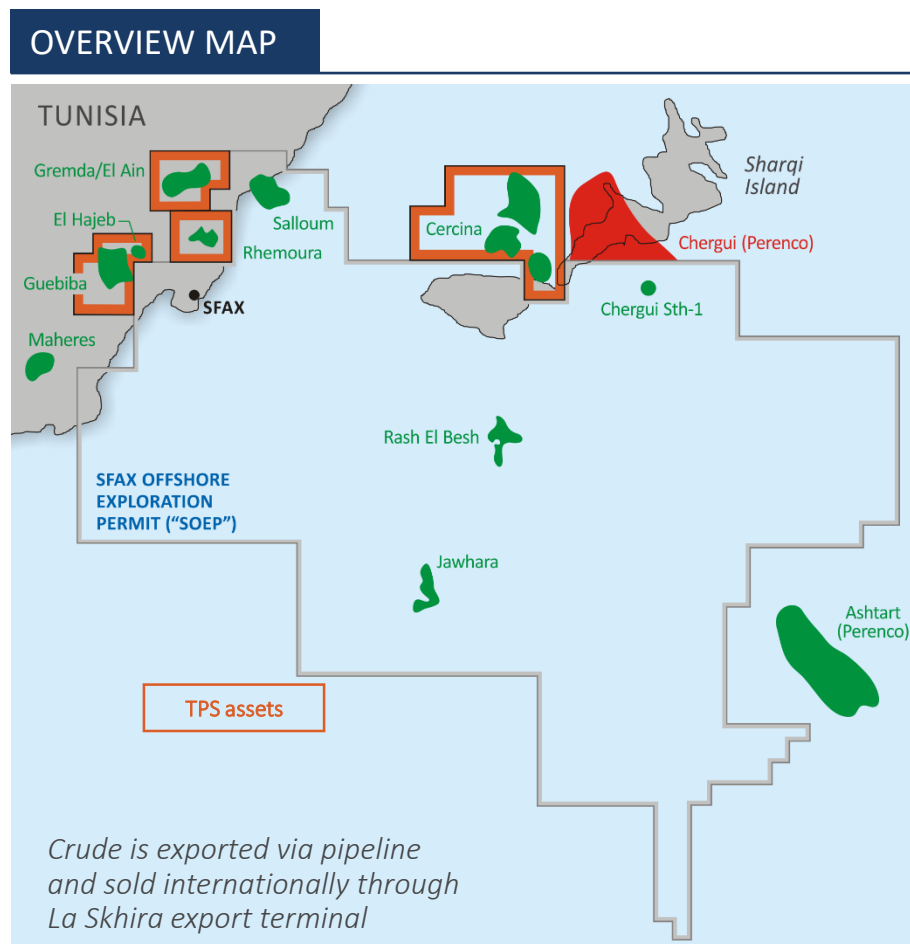 OVERVIEW MAP
TUNISIA
Gremda/El Ain
Sharqi
Island
El Hajeb
Salloum
Cercina
Rhemoura
Chergui (Perenco)
Guebiba
SFAX
Chergui Sth-1
Maheres
Rash El Besh
SFAX OFFSHORE
EXPLORATION
PERMIT ("SOEP")
Jawhara
Ashtart
(Perenco)
TPS assets
Crude is exported via pipeline
and sold internationally through
La Skhira export terminal